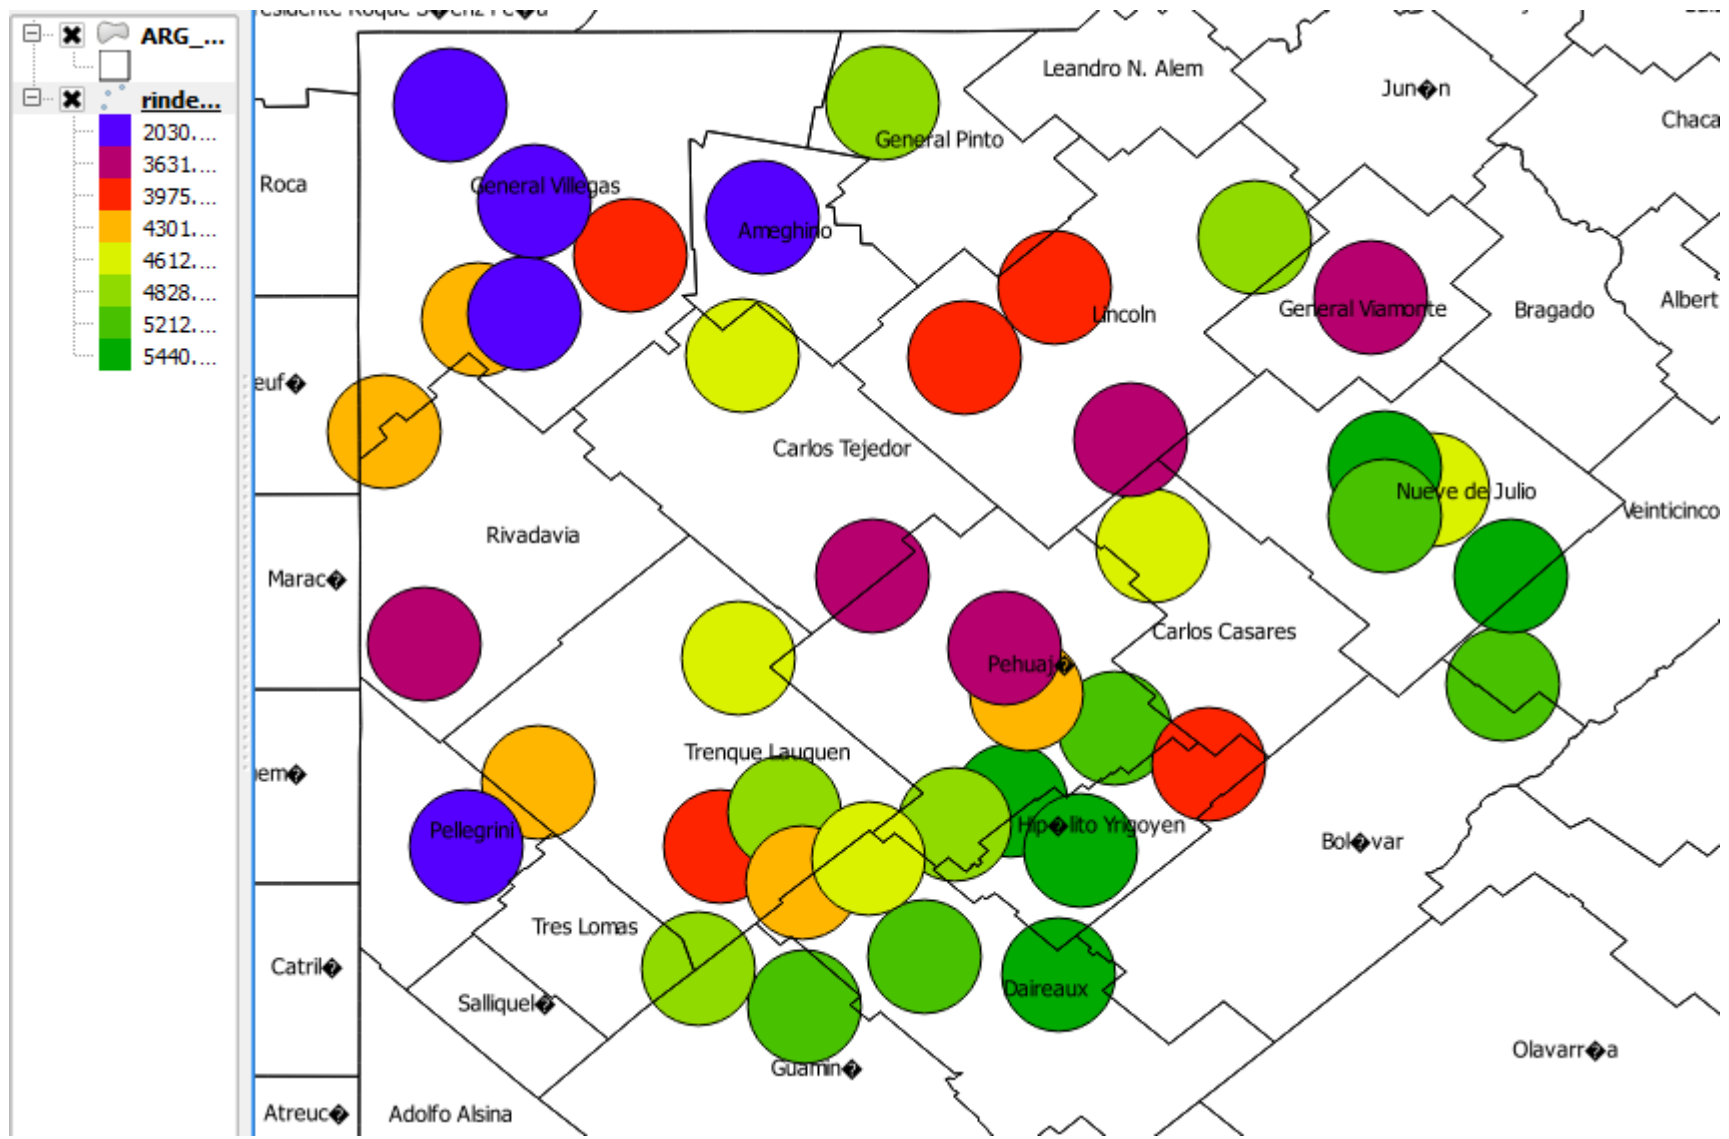 ARG_...
rinde...
2030....
3631....
3975....
4301....
4612....
4828....
5212....
5440....
Leandro N. Alem
Jun�n
Chaca
General Pinto
Roca
General Villegas
Ameghino
Lincoln
General Viamonte
Bragado
Albert
euf�
Carlos Tejedor
Nueve de Julio
Veinticinco
Rivadavia
Marac�
Carlos Casares
Pehuaj�
Trenque Lauquen
em�
Pellegrini
Hip�lito Yrigoyen
Bol�var
Tres Lomas
Catril�
Salliquel�
Daireaux
Guamin�
Olavarr�a
Atreuc�
Adolfo Alsina